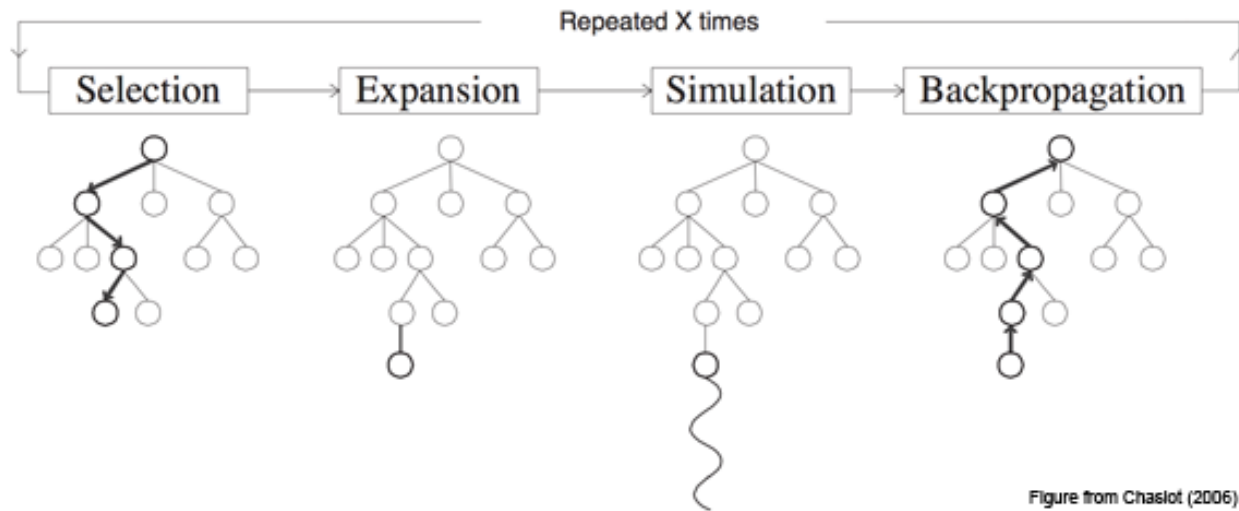 Repeated X times
Selection
Expansion
Simulation
Backpropagation
Figure from Chaslot (2006)